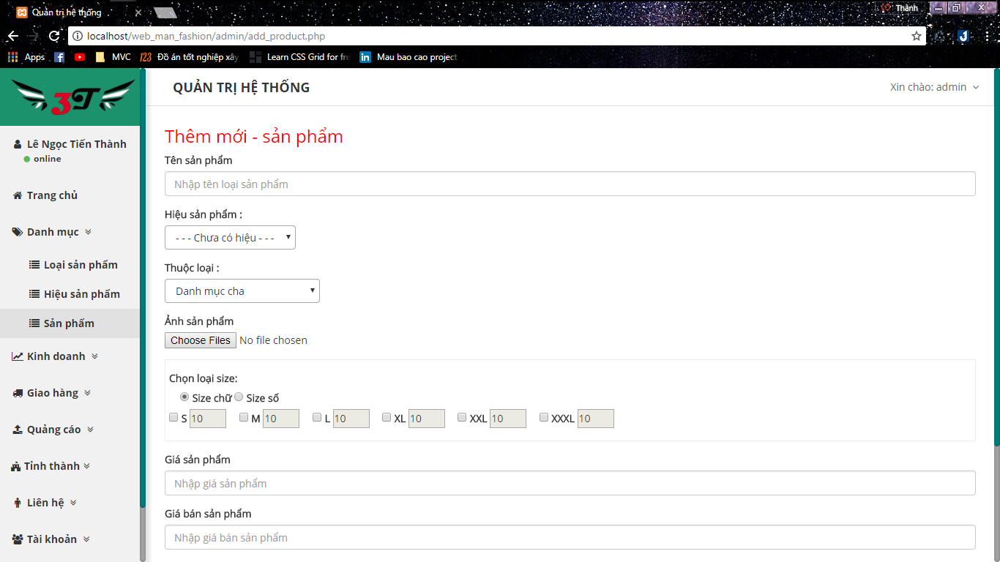 Quản trị hệ thống
Thành
localhost/web_man_fashion/admin/add_product.php
Apps MVC Đồ án tốt nghiệp xây Learn CSS Grid for fre Mau bao cao project
3T
QUẢN TRỊ HỆ THỐNG
Xin chào: admin
Lê Ngọc Tiến Thành
online
Trang chủ
Danh mục
Loại sản phẩm
Hiệu sản phẩm
Sản phẩm
Kinh doanh
Giao hàng
Quảng cáo
Tỉnh thành
Liên hệ
Tài khoản
Thêm mới - sản phẩm
Tên sản phẩm
Nhập tên loại sản phẩm
Hiệu sản phẩm :
- - - Chưa có hiệu - - -
Thuộc loại :
Danh mục cha
Ảnh sản phẩm
Choose Files No file chosen
Chọn loại size:
Size chữ Size số
S 10 M 10 L 10 XL 10 XXL 10 XXXL 10
Giá sản phẩm
Nhập giá sản phẩm
Giá bán sản phẩm
Nhập giá bán sản phẩm